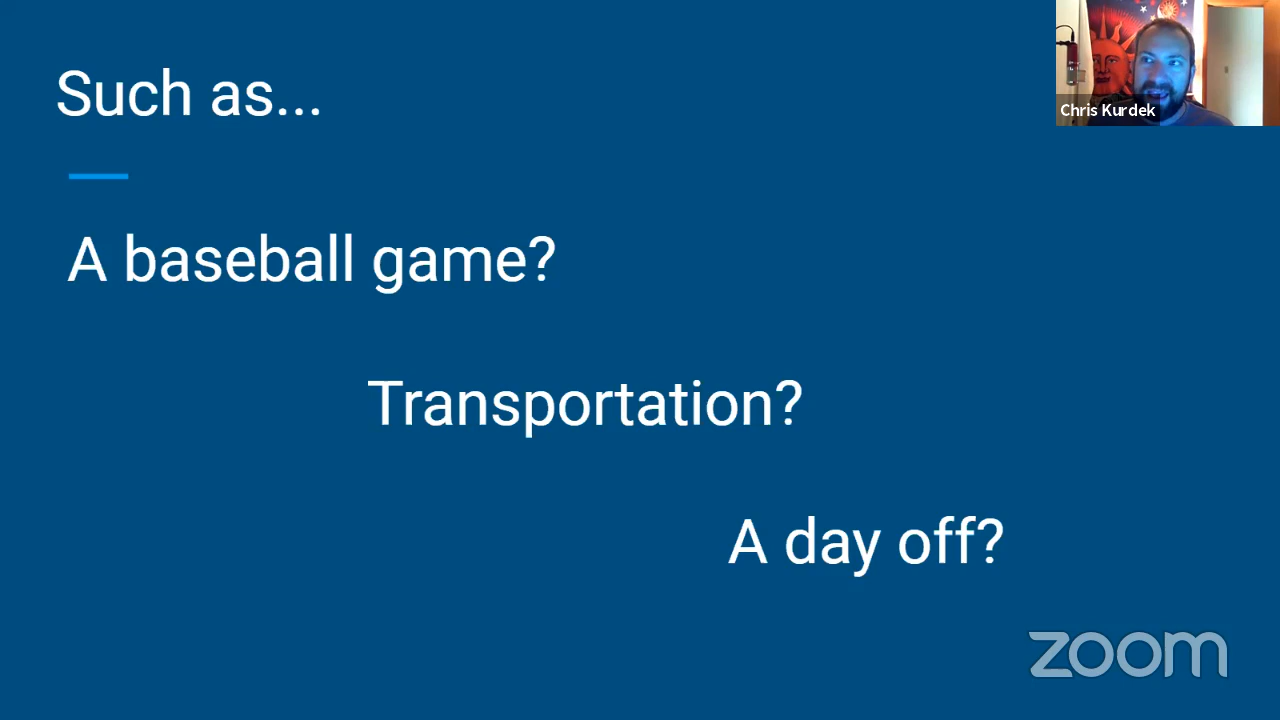 Such as...
Chris Kurdek
A baseball game?
Transportation?
A day off?
zoom